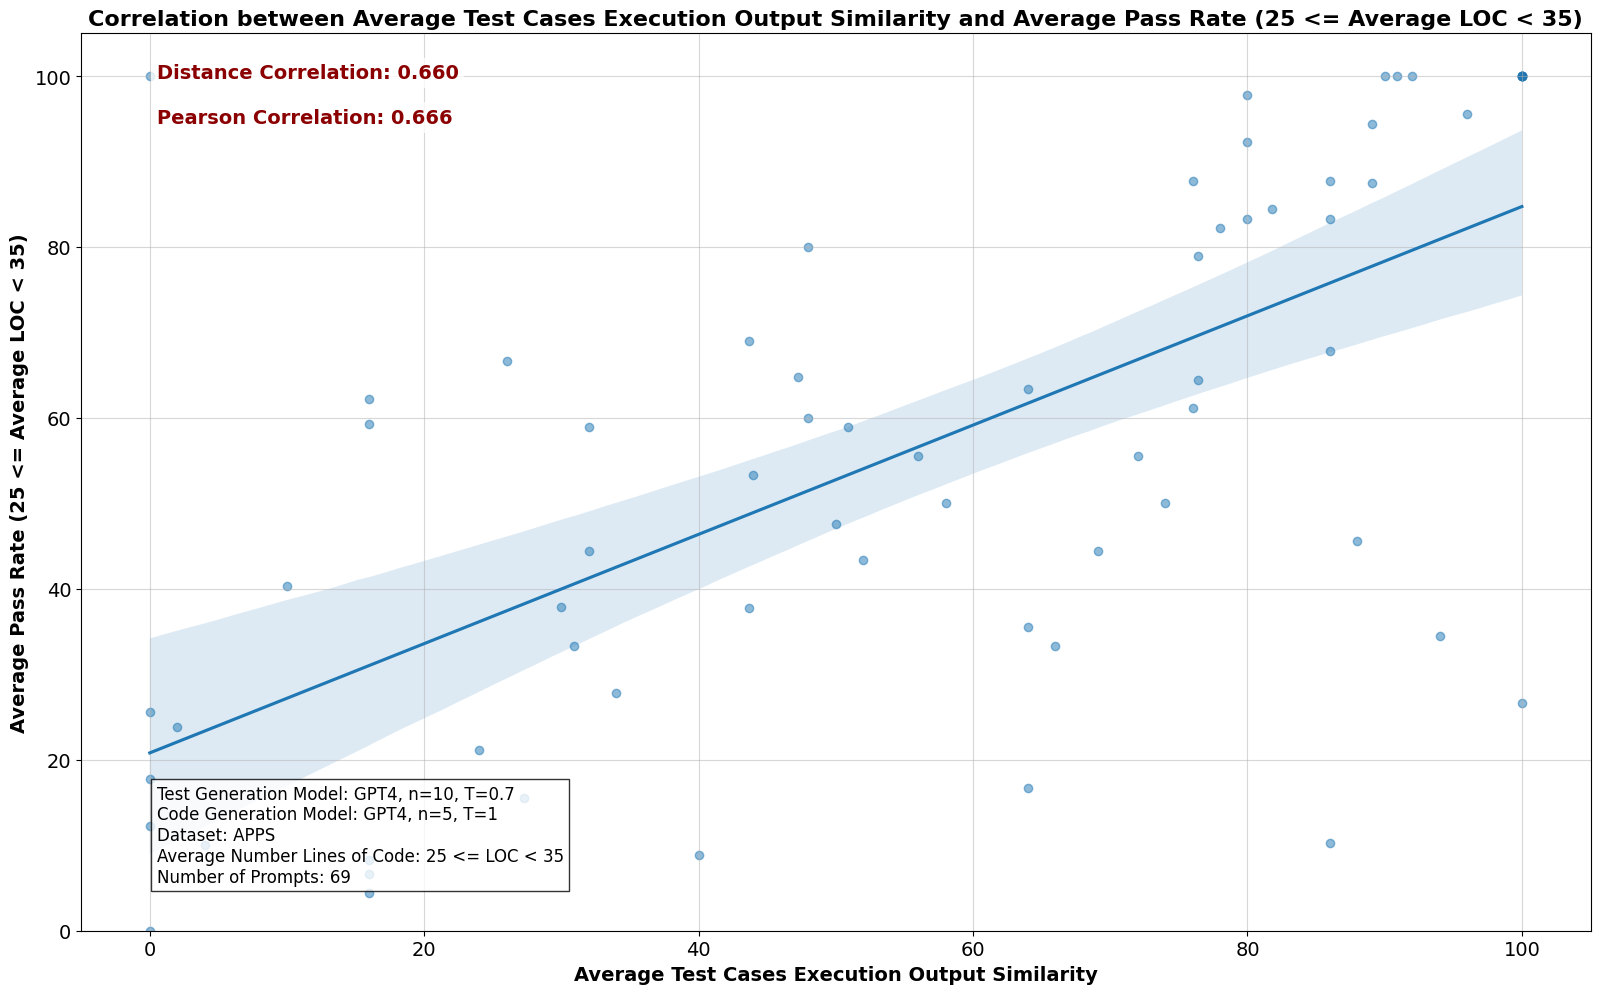 Correlation between Average Test Cases Execution Output Similarity and Average Pass Rate (25 <= Average LOC < 35)
Distance Correlation: 0.660
Pearson Correlation: 0.666
Average Pass Rate (25 <= Average LOC < 35)
100
80
60
40
20
0
Test Generation Model: GPT4, n=10, T=0.7
Code Generation Model: GPT4, n=5, T=1
Dataset: APPS
Average Number Lines of Code: 25 <= LOC < 35
Number of Prompts: 69
0 20 40 60 80 100
Average Test Cases Execution Output Similarity